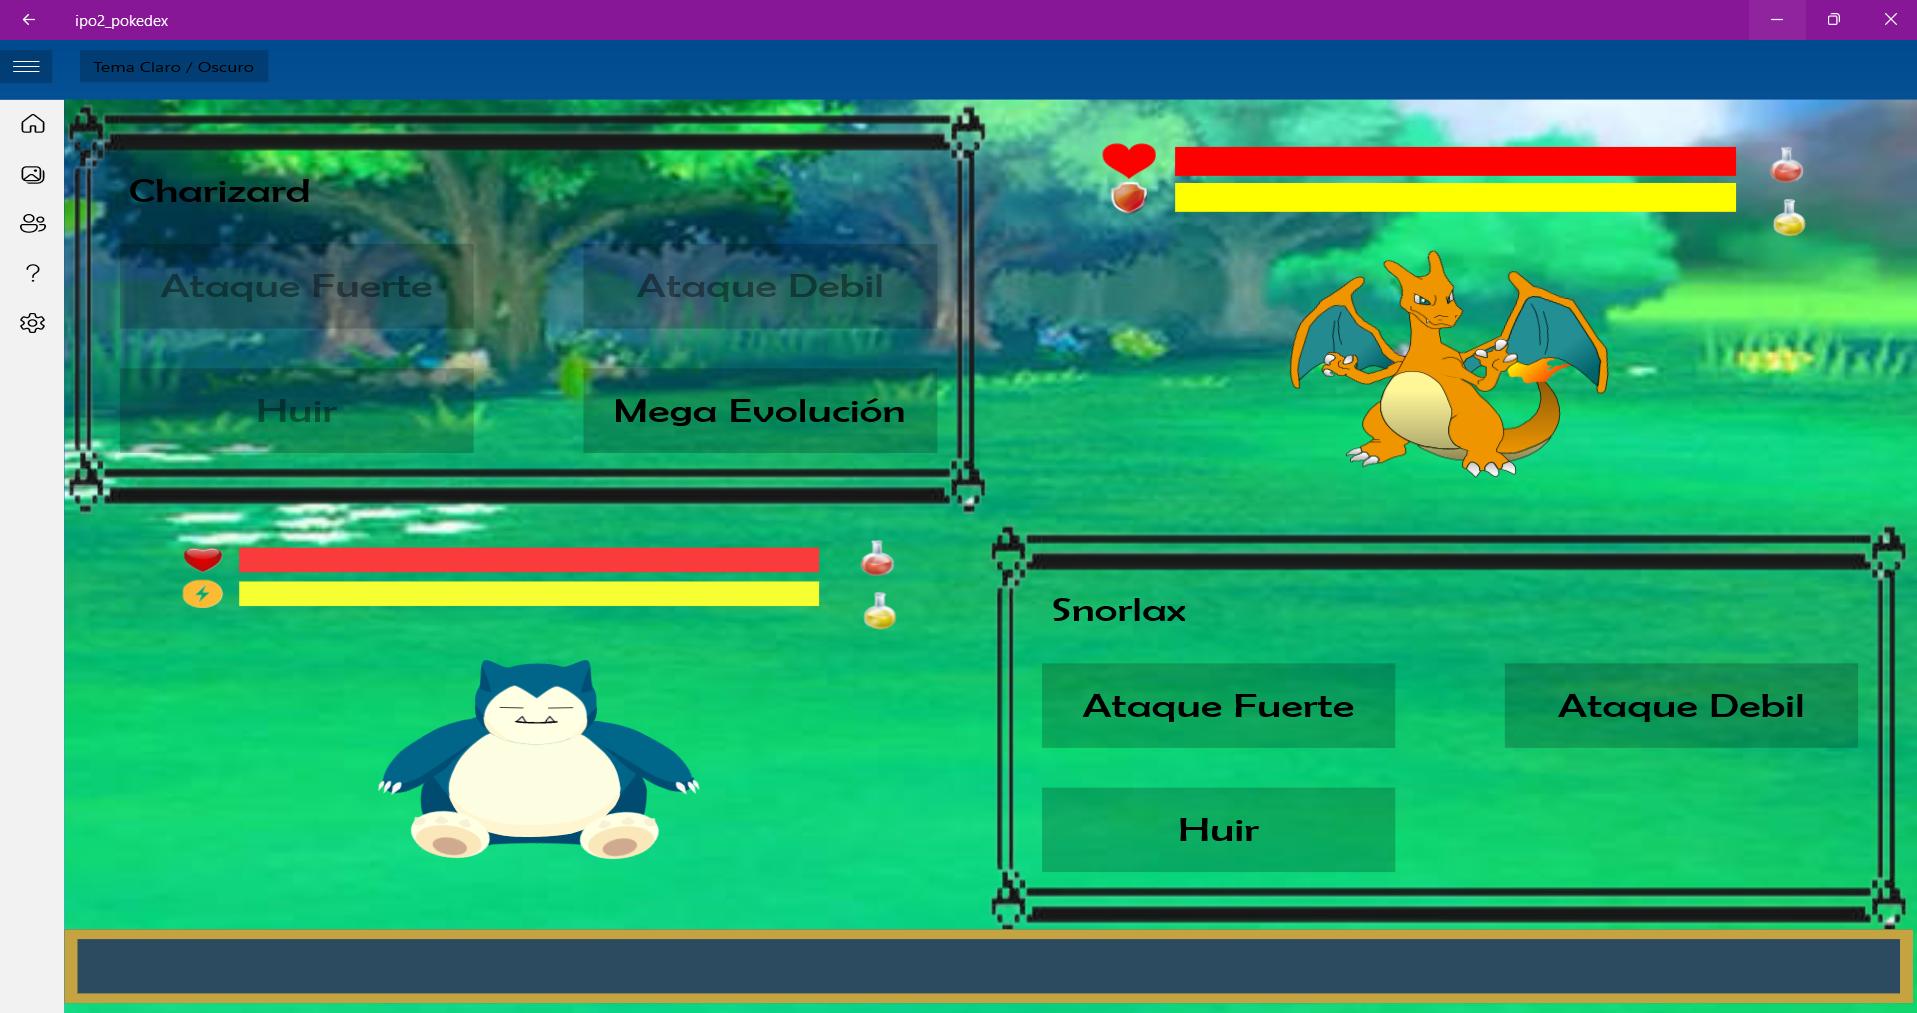 ipo2_pokedex
Tema Claro / Oscuro
Charizard
Ataque Fuerte
Ataque Debil
Huir
Mega Evolución
Snorlax
Ataque Fuerte
Ataque Debil
Huir